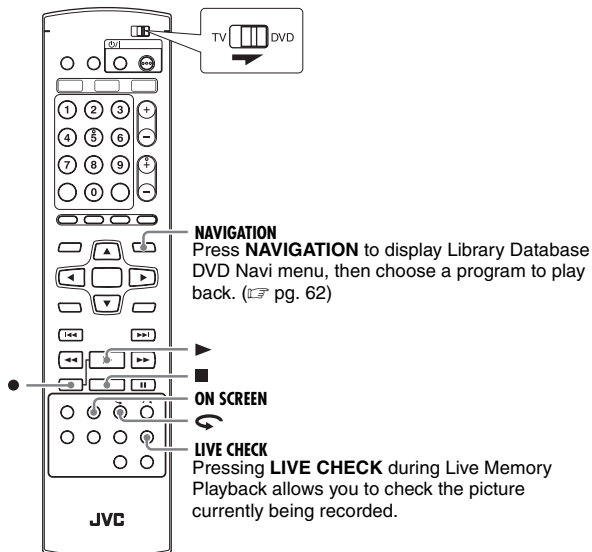 TV DVD
⏻/|
1 2 3 +
4 5 6 −
7 8 9 +
0 −
NAVIGATION
Press NAVIGATION to display Library Database
DVD Navi menu, then choose a program to play
back. (☞ pg. 62)
ON SCREEN
LIVE CHECK
Pressing LIVE CHECK during Live Memory
Playback allows you to check the picture
currently being recorded.
JVC